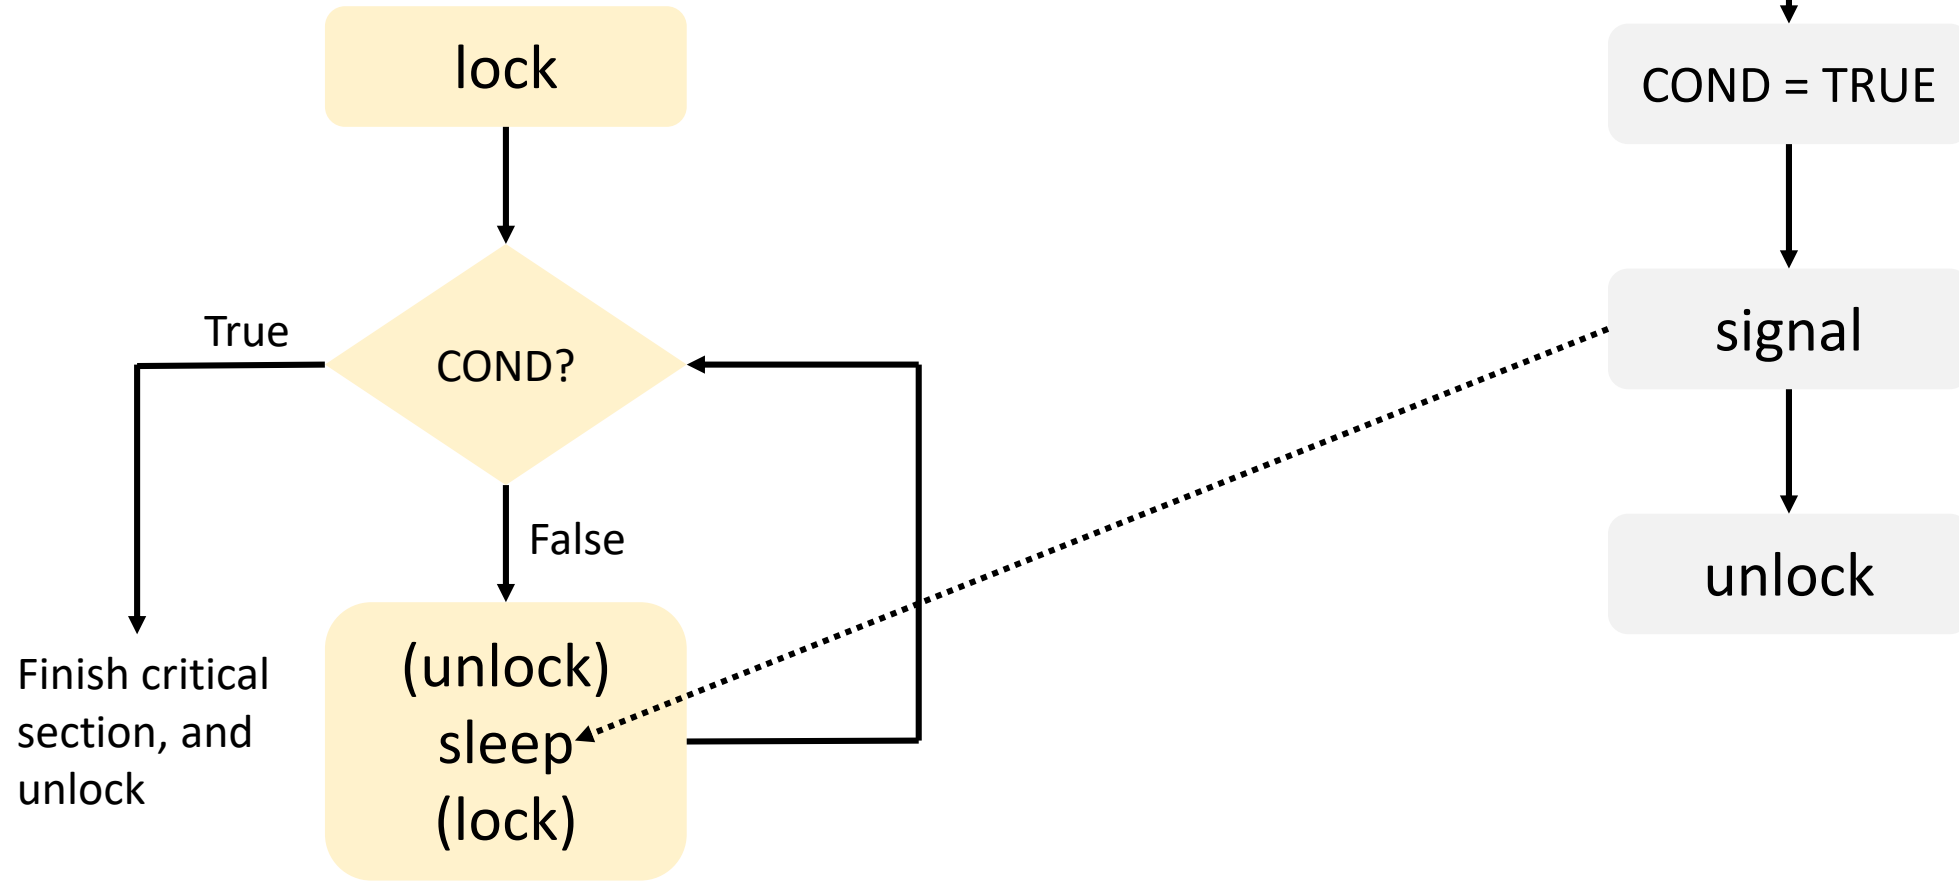 lock
COND?
True
False
(unlock)
sleep
(lock)
Finish critical
section, and
unlock
COND = TRUE
signal
unlock